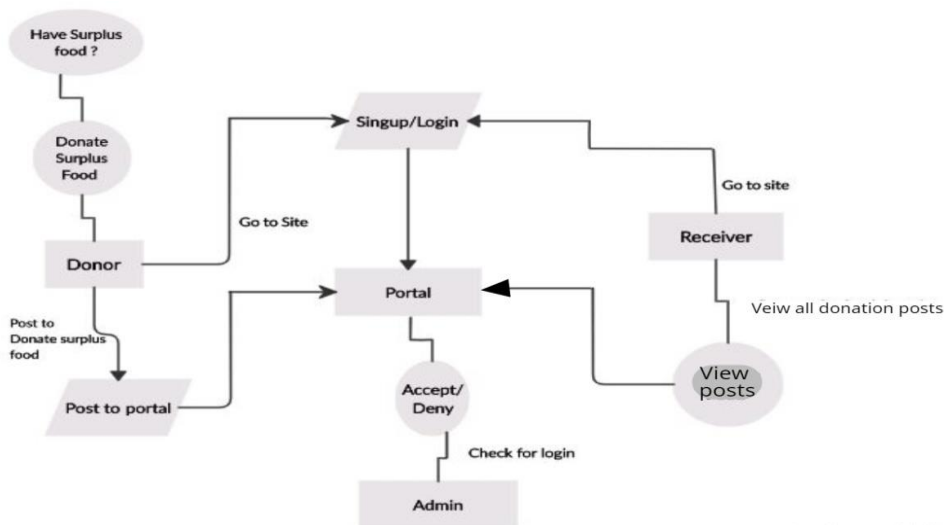 Have Surplus
food ?
Donate
Surplus
Food
Donor
Post to
Donate surplus
food
Post to portal
Go to Site
Singup/Login
Portal
Accept/
Deny
Check for login
Admin
Go to site
Receiver
Veiw all donation posts
View
posts